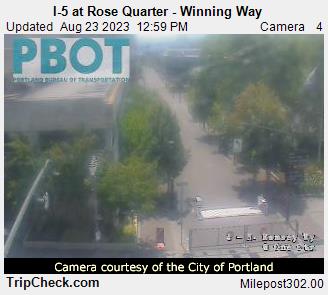 I-5 at Rose Quarter - Winning Way
Updated Aug 23 2023 12:59 PM Camera 4
PBOT
PORTLAND BUREAU OF TRANSPORTATION
Camera courtesy of the City of Portland
TripCheck.com Milepost302.00